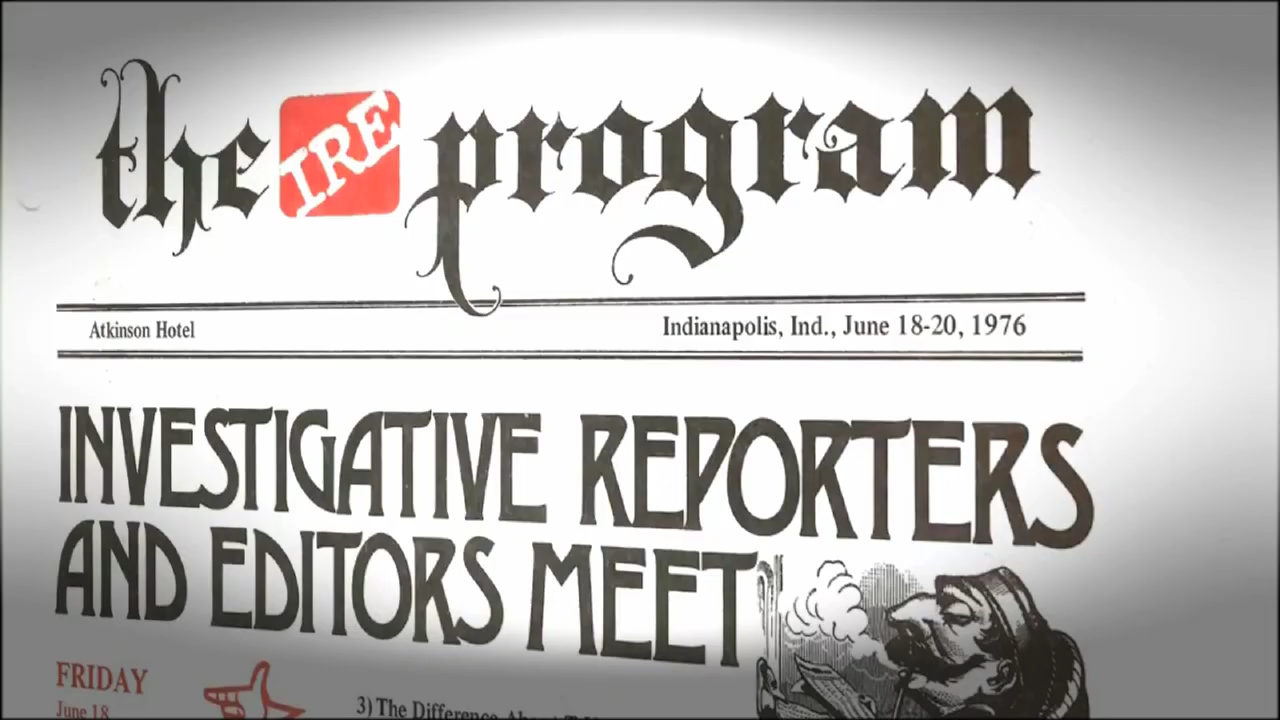 the IRE program
Atkinson Hotel Indianapolis, Ind., June 18-20, 1976
INVESTIGATIVE REPORTERS
AND EDITORS MEET
FRIDAY
June 18
3) The Difference